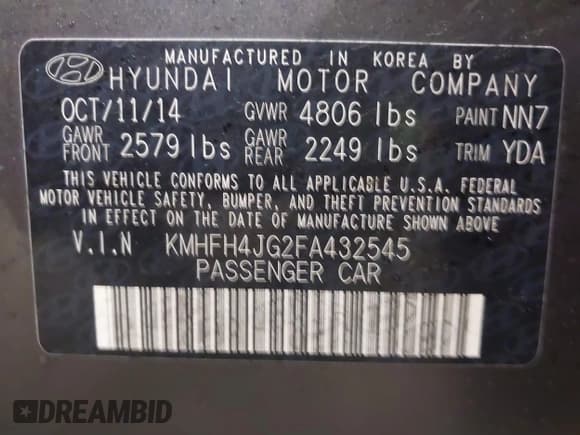 MANUFACTURED IN KOREA BY
HYUNDAI MOTOR COMPANY
OCT/11/14 GVWR 4806 lbs PAINT NN7
GAWR FRONT 2579 lbs GAWR REAR 2249 lbs TRIM YDA
THIS VEHICLE CONFORMS TO ALL APPLICABLE U.S.A. FEDERAL
MOTOR VEHICLE SAFETY, BUMPER, AND THEFT PREVENTION STANDARDS
IN EFFECT ON THE DATE OF MANUFACTURE SHOWN ABOVE
V.I.N KMHFH4JG2FA432545
PASSENGER CAR
DREAMBID